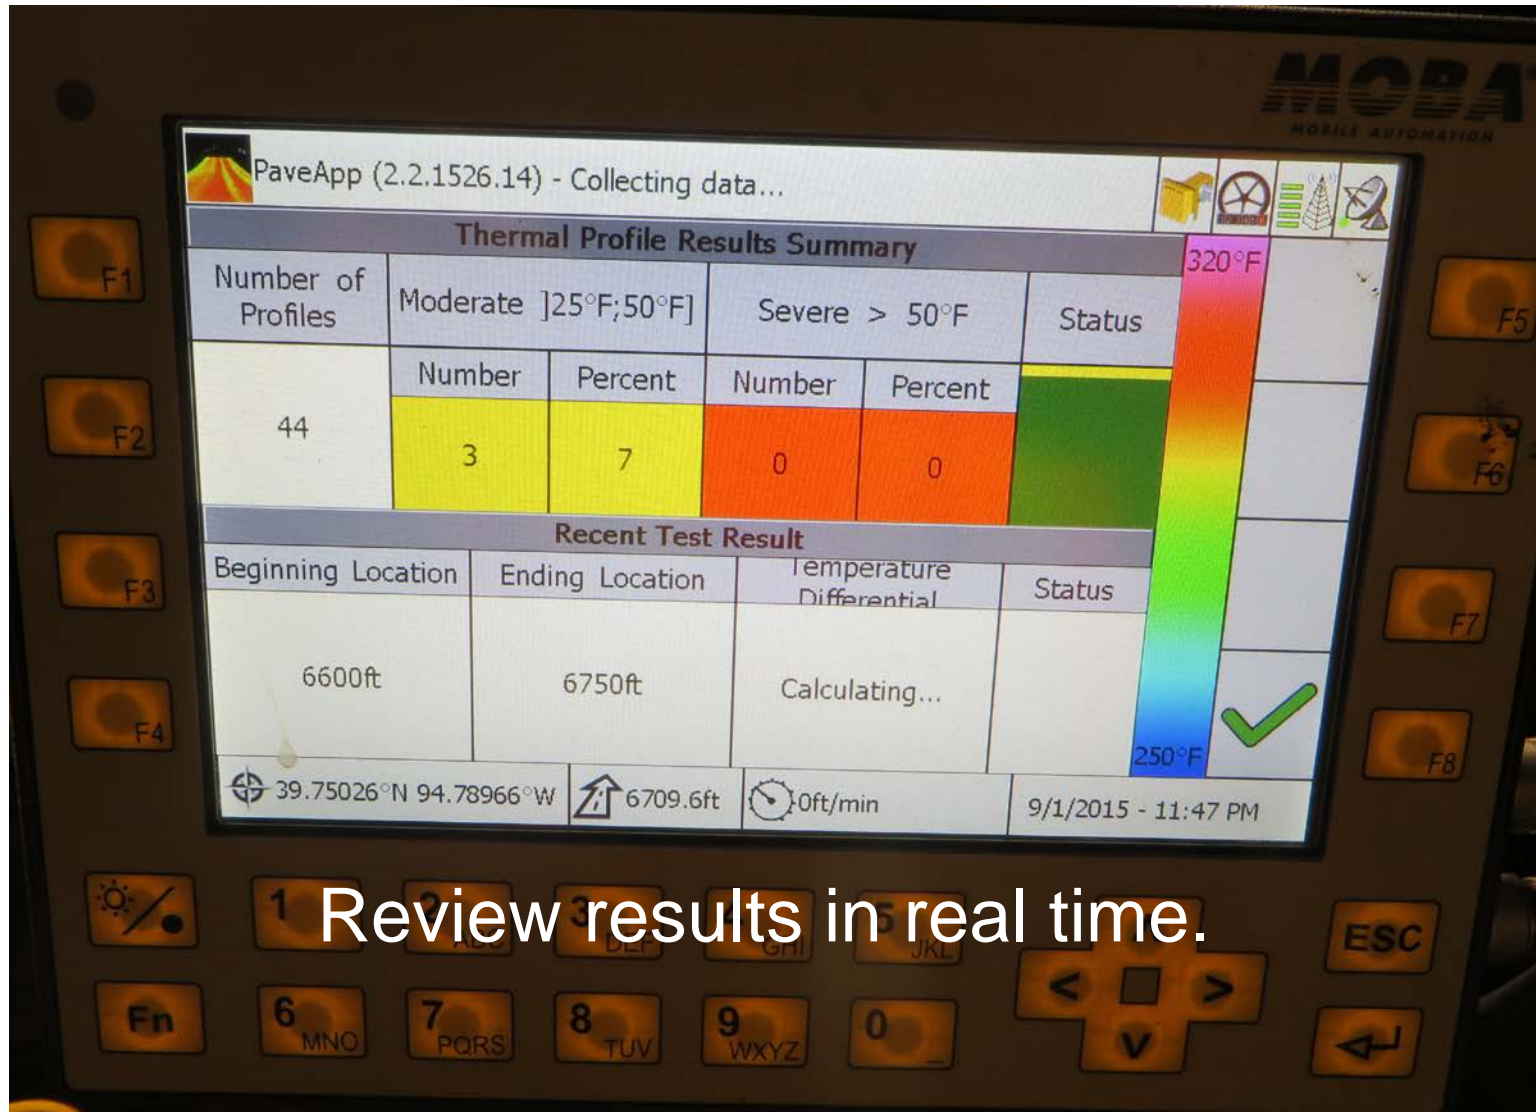 MOBA
MOBILE AUTOMATION
PaveApp (2.2.1526.14) - Collecting data...
Thermal Profile Results Summary
Number of
Profiles
Moderate ]25°F;50°F]
Severe > 50°F
Status
320°F
Number
Percent
Number
Percent
44
3
7
0
0
Recent Test Result
Beginning Location
Ending Location
Temperature
Differential
Status
6600ft
6750ft
Calculating...
250°F
39.75026°N 94.78966°W
6709.6ft
0ft/min
9/1/2015 - 11:47 PM
F1
F2
F3
F4
F5
F6
F7
F8
Review results in real time.
1
2 ABC
3 DEF
4 GHI
5 JKL
ESC
Fn
6 MNO
7 PQRS
8 TUV
9 WXYZ
0 _
< >
v